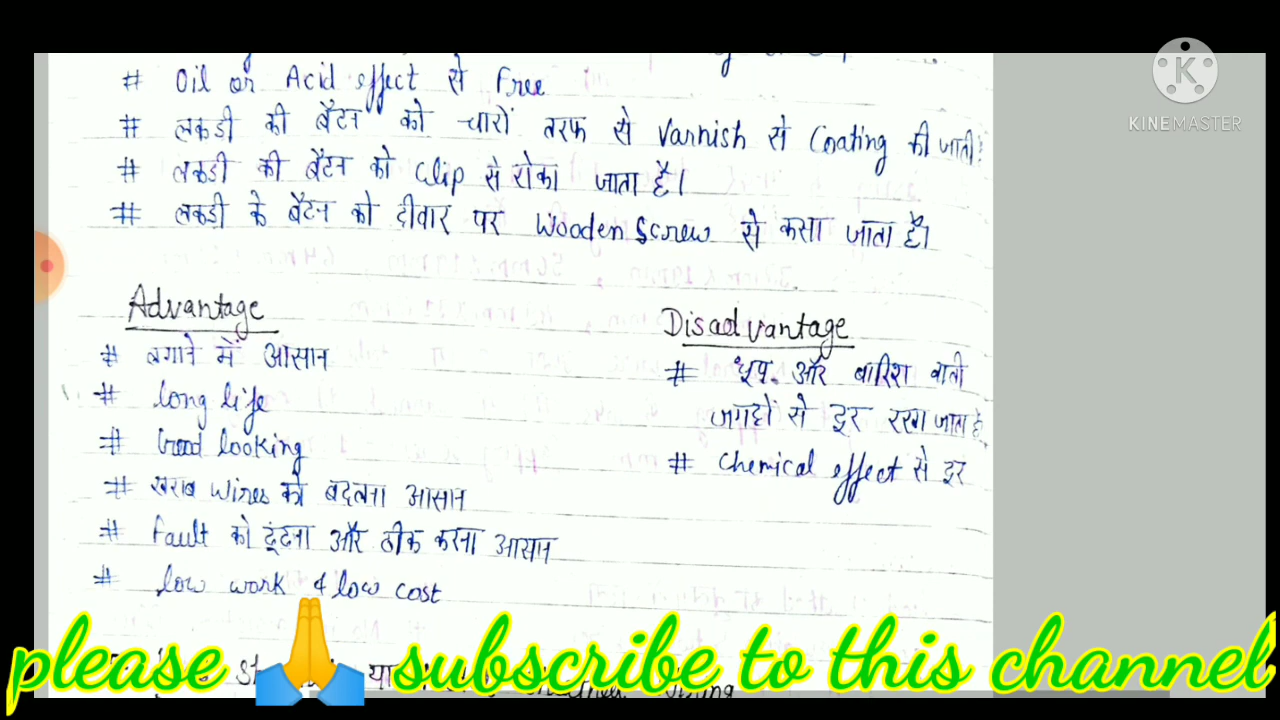 # Oil or Acid effect से Free
# लकडी की बैटन को चारों तरफ से Varnish से Coating की जाती
# लकडी की बैटन को Clip से रोका जाता है।
# लकडी के बैटन को दीवार पर Wooden Screw से कसा जाता है।
Advantage
# लगाने में आसान
# long life
# Good looking
# खराब wires को बदलना आसान
# Fault को ढूंढना और ठीक करना आसान
# low work & low cost
Disadvantage
# धूप और बारिश वाली
जगहों से दूर रखा जाता है
# Chemical effect से दूर
KINEMASTER
please 🙏 subscribe to this channel
या